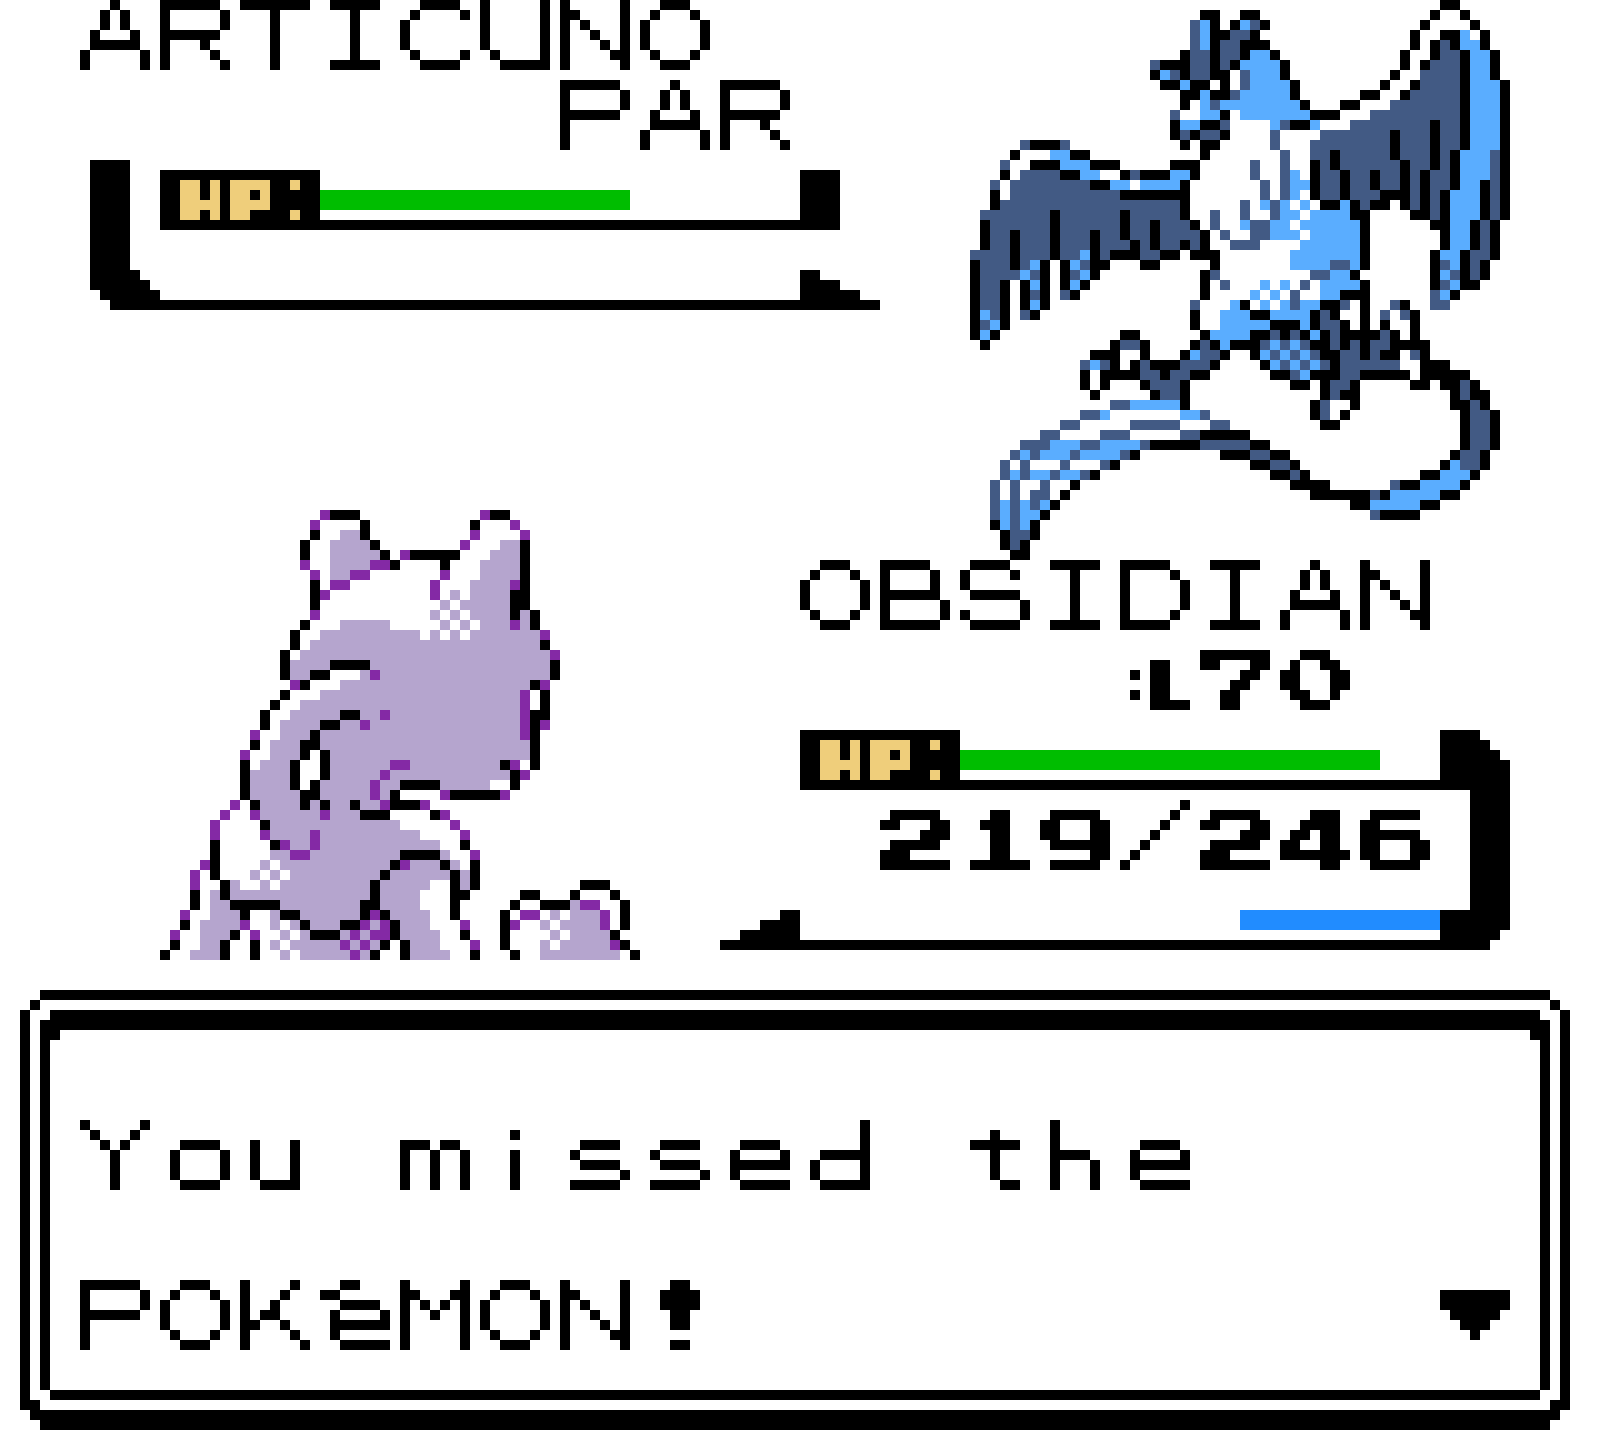 ARTICUNO
PAR
HP:
OBSIDIAN
:L70
HP:
219/246
You missed the
POKéMON!